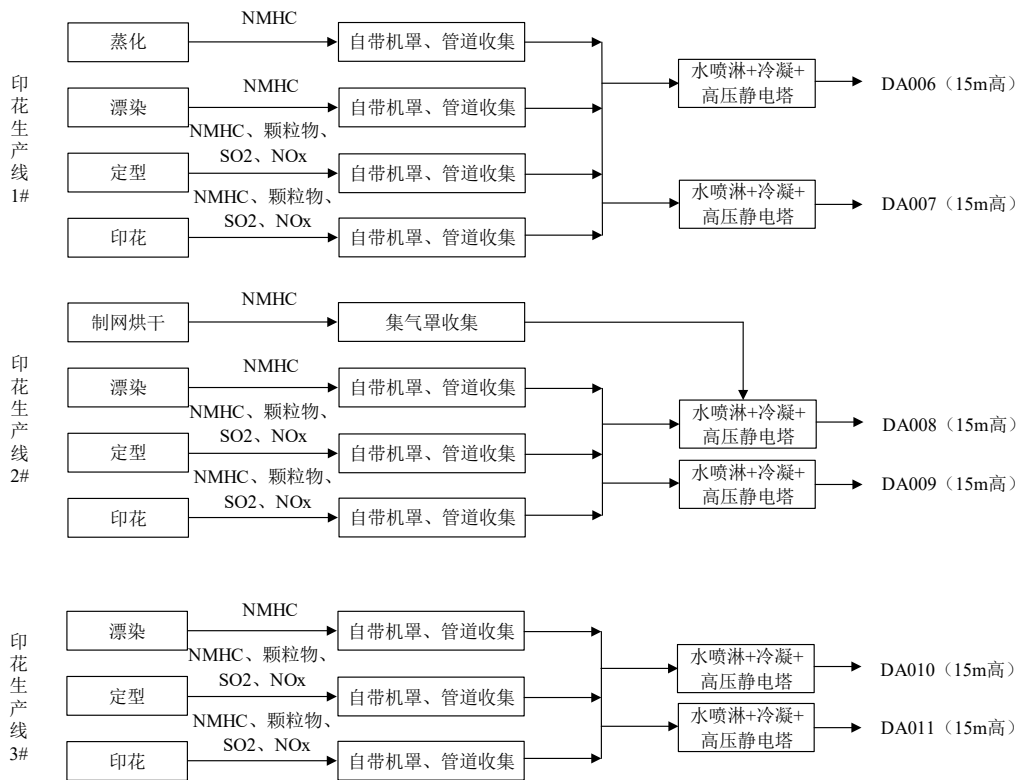 印花生产线1#
蒸化
NMHC
自带机罩、管道收集
漂染
NMHC
自带机罩、管道收集
定型
NMHC、颗粒物、
SO2、NOx
自带机罩、管道收集
印花
NMHC、颗粒物、
SO2、NOx
自带机罩、管道收集
水喷淋+冷凝+
高压静电塔
DA006（15m高）
水喷淋+冷凝+
高压静电塔
DA007（15m高）
印花生产线2#
制网烘干
NMHC
集气罩收集
漂染
NMHC
自带机罩、管道收集
定型
NMHC、颗粒物、
SO2、NOx
自带机罩、管道收集
印花
NMHC、颗粒物、
SO2、NOx
自带机罩、管道收集
水喷淋+冷凝+
高压静电塔
DA008（15m高）
水喷淋+冷凝+
高压静电塔
DA009（15m高）
印花生产线3#
漂染
NMHC
自带机罩、管道收集
定型
NMHC、颗粒物、
SO2、NOx
自带机罩、管道收集
印花
NMHC、颗粒物、
SO2、NOx
自带机罩、管道收集
水喷淋+冷凝+
高压静电塔
DA010（15m高）
水喷淋+冷凝+
高压静电塔
DA011（15m高）